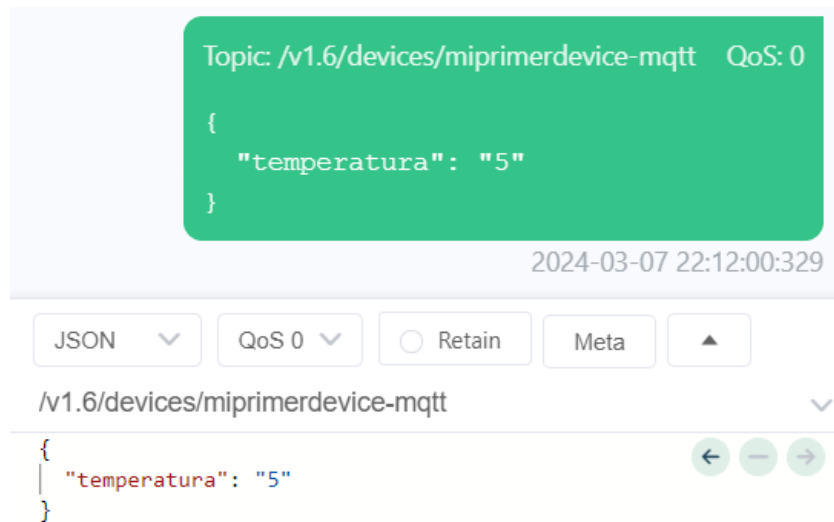 Topic: /v1.6/devices/miprimerdevice-mqtt QoS: 0
{
"temperatura": "5"
}
2024-03-07 22:12:00:329
JSON QoS 0 Retain Meta
/v1.6/devices/miprimerdevice-mqtt
{
"temperatura": "5"
}